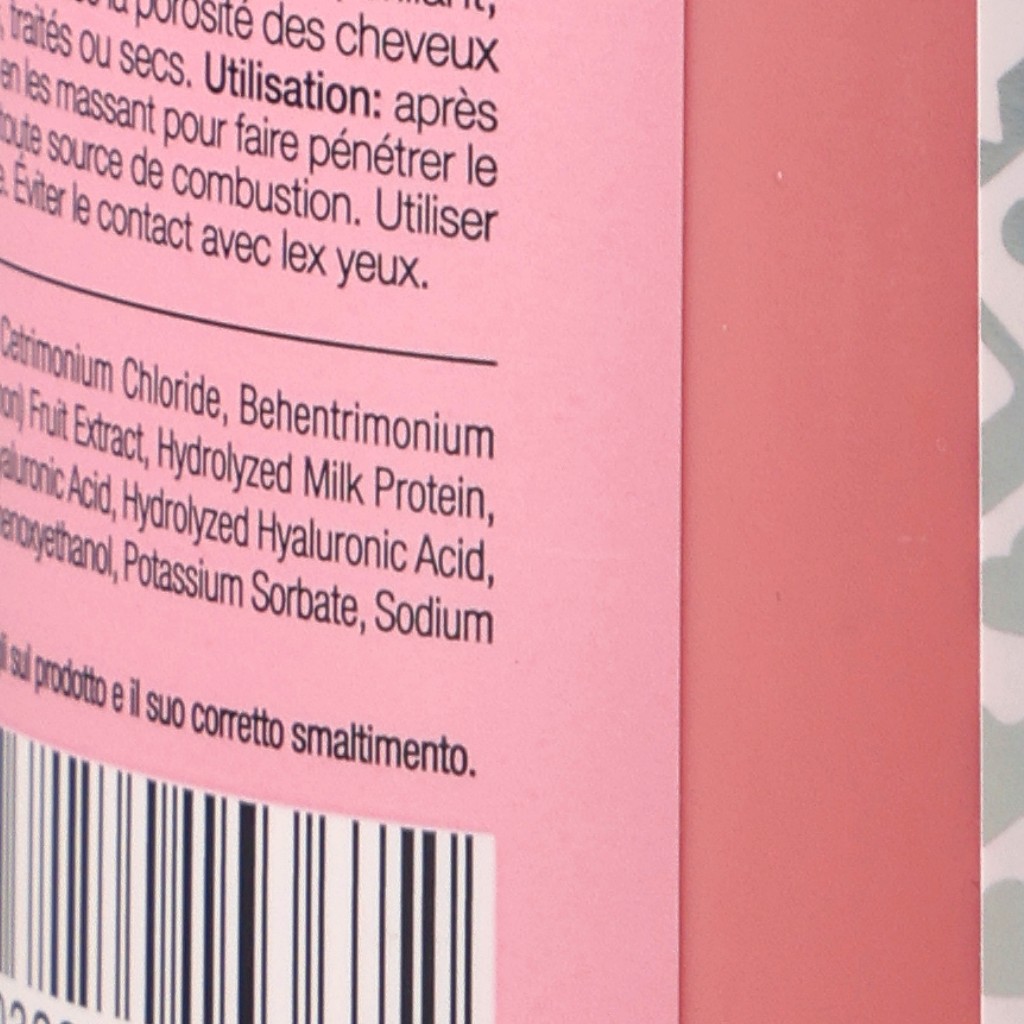 la porosité des cheveux
traités ou secs. Utilisation: après
en les massant pour faire pénétrer le
toute source de combustion. Utiliser
Éviter le contact avec lex yeux.
Cetrimonium Chloride, Behentrimonium
Fruit Extract, Hydrolyzed Milk Protein,
Acid, Hydrolyzed Hyaluronic Acid,
Potassium Sorbate, Sodium
sul prodotto e il suo corretto smaltimento.